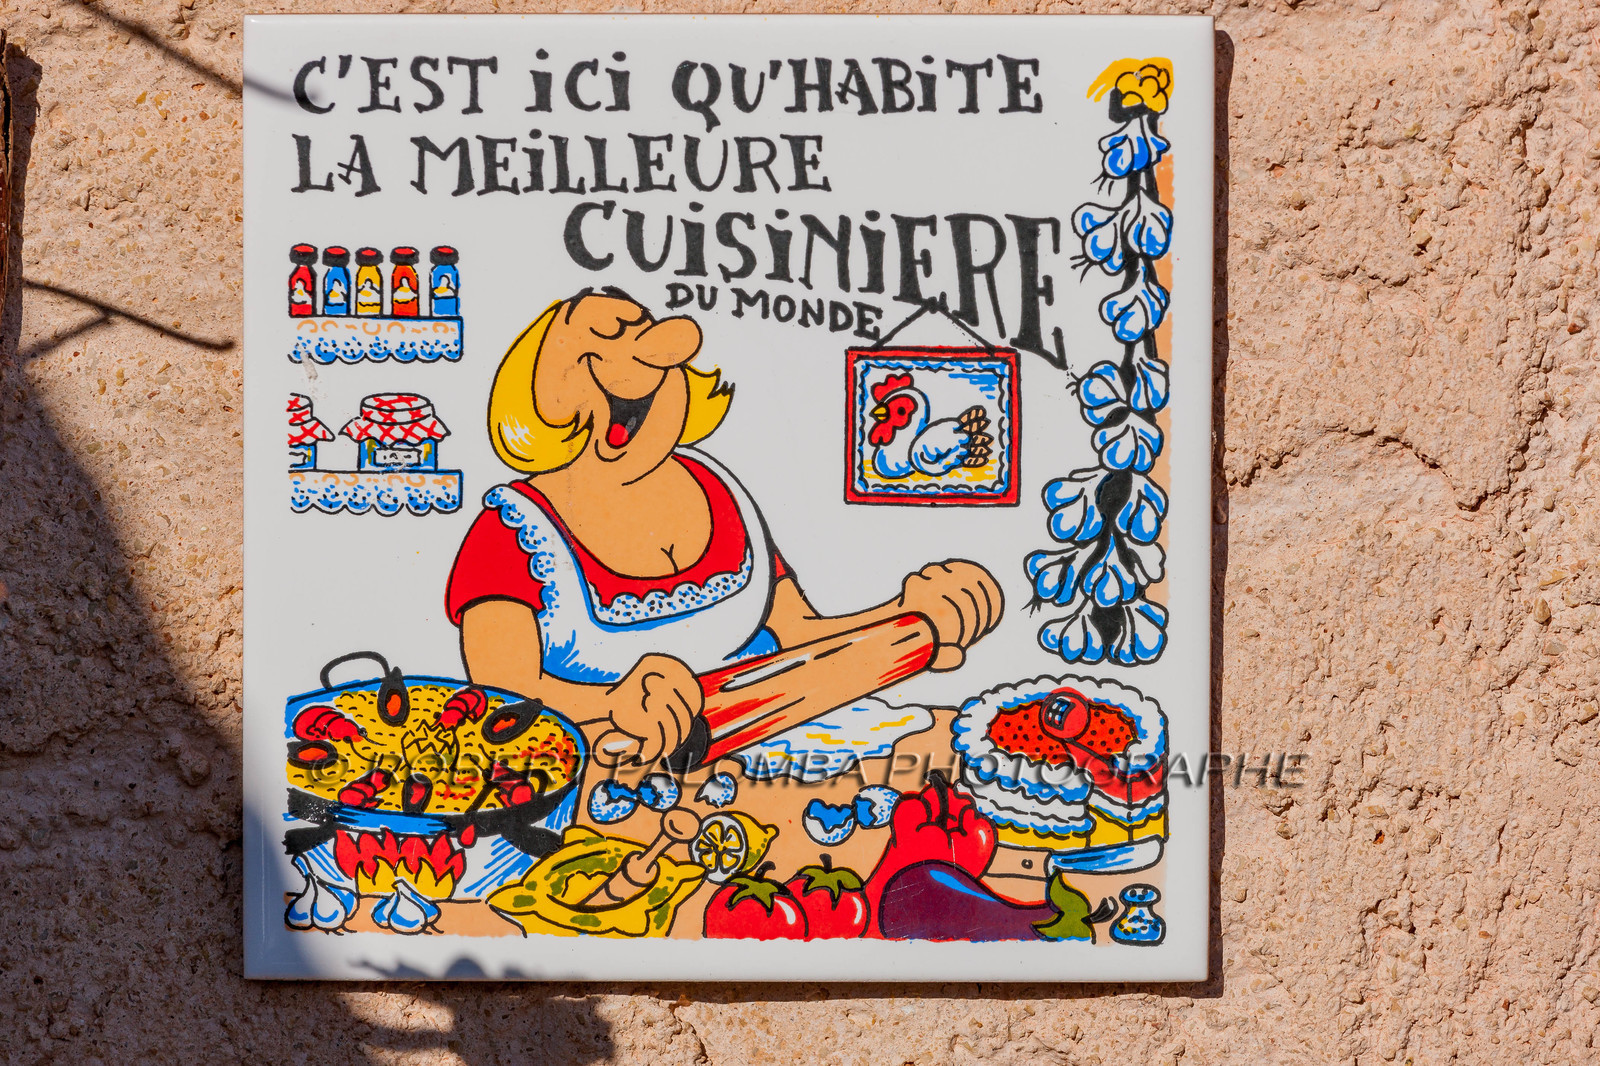 C'EST iCi QU'HABiTE
LA MEiLLEURE
CUiSiNiERE
DU MONDE
© ROBERT PALOMBA PHOTOGRAPHE